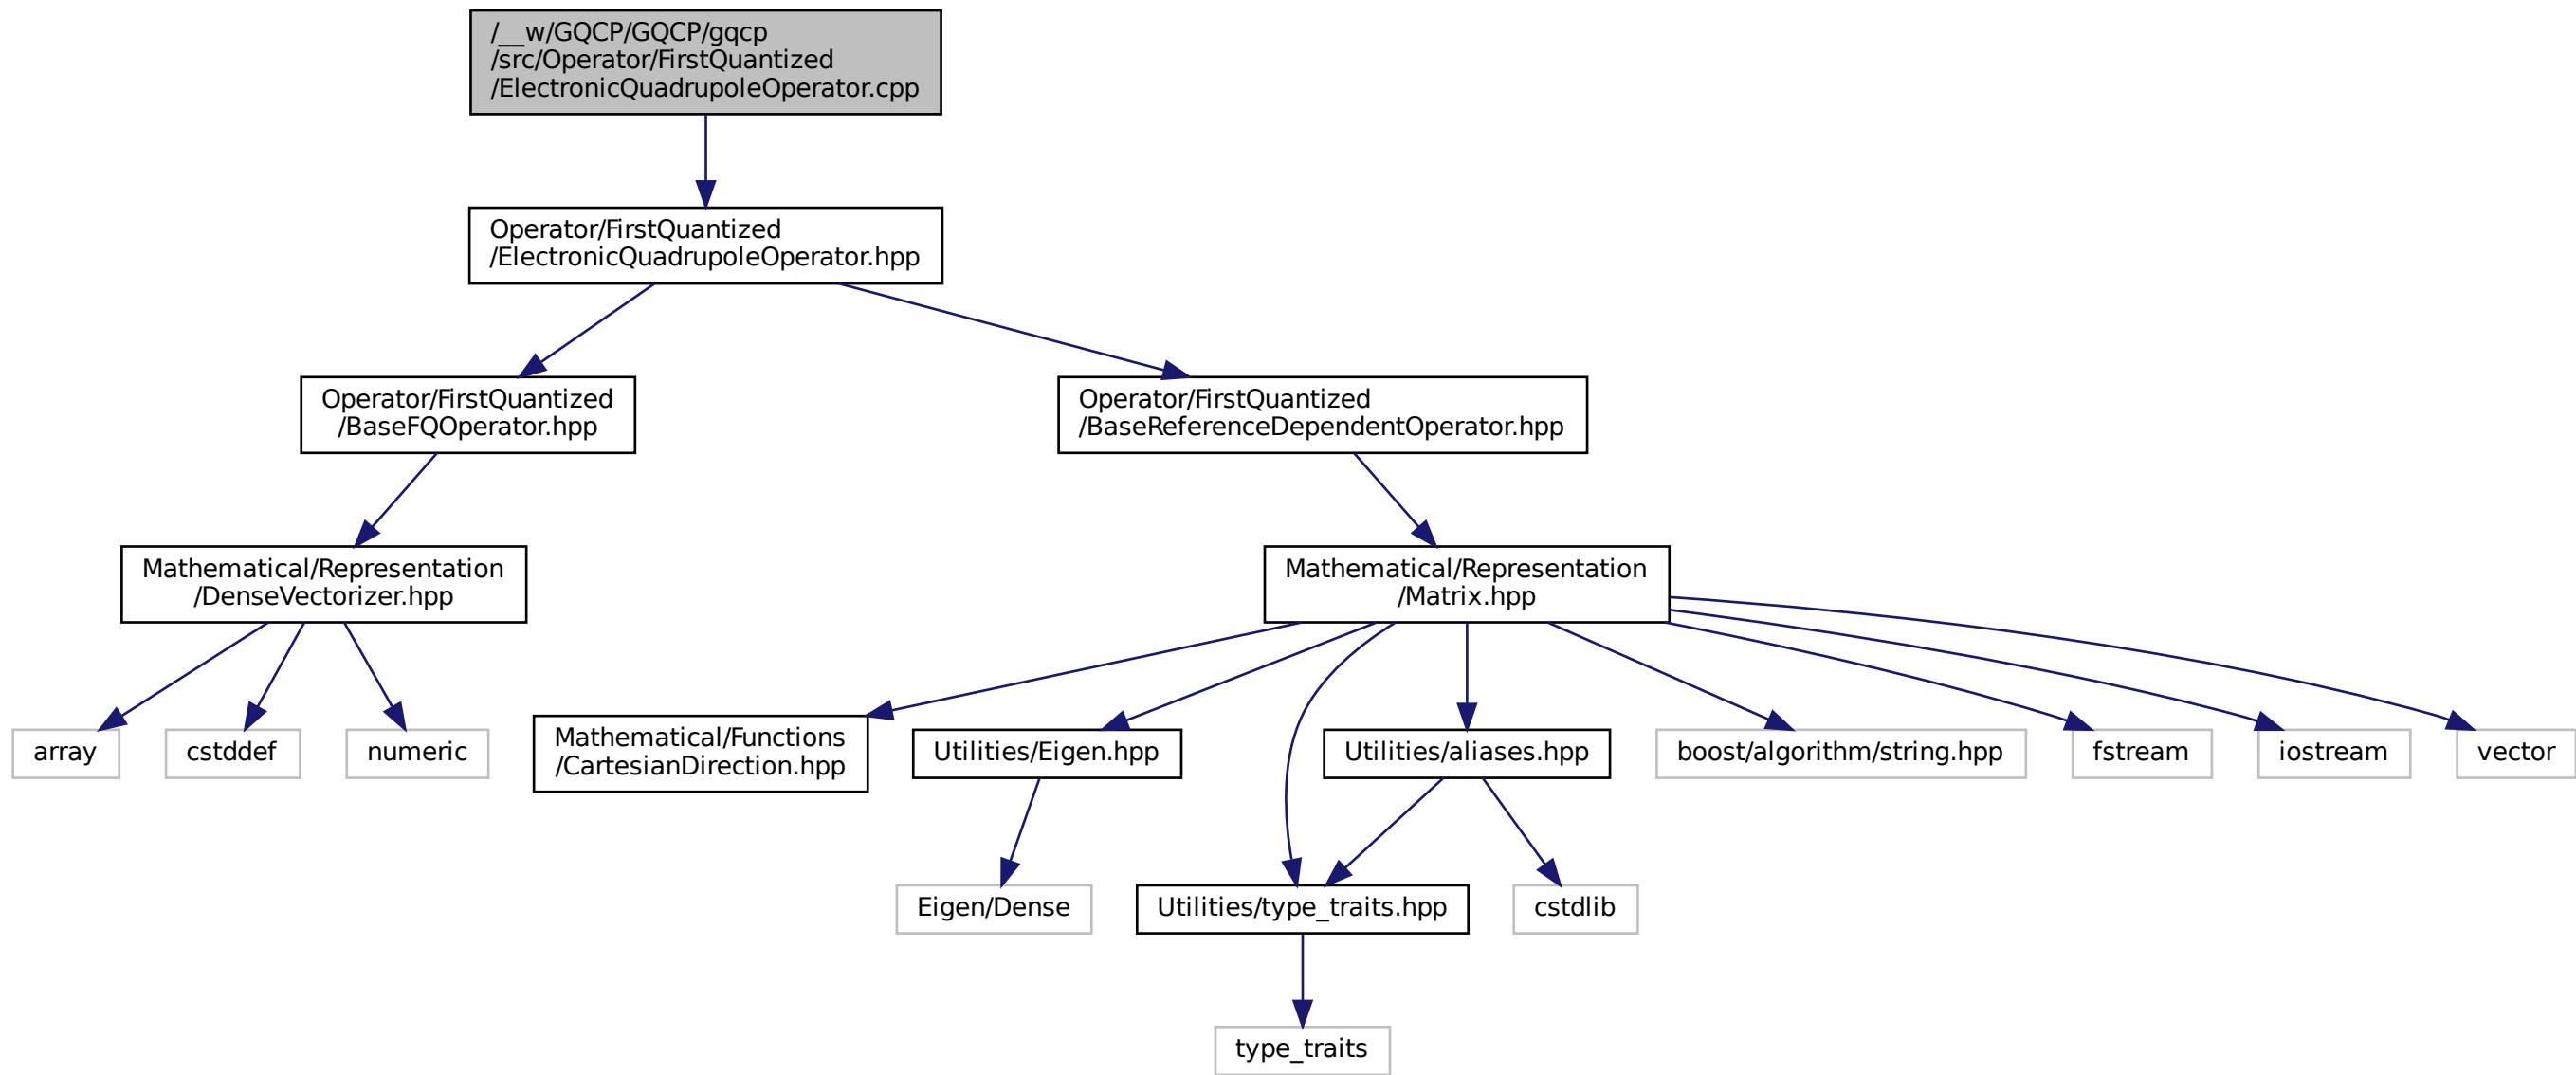 /__w/GQCP/GQCP/gqcp
/src/Operator/FirstQuantized
/ElectronicQuadrupoleOperator.cpp
Operator/FirstQuantized
/ElectronicQuadrupoleOperator.hpp
Operator/FirstQuantized
/BaseFQOperator.hpp
Operator/FirstQuantized
/BaseReferenceDependentOperator.hpp
Mathematical/Representation
/DenseVectorizer.hpp
Mathematical/Representation
/Matrix.hpp
array
cstddef
numeric
Mathematical/Functions
/CartesianDirection.hpp
Utilities/Eigen.hpp
Utilities/aliases.hpp
boost/algorithm/string.hpp
fstream
iostream
vector
Eigen/Dense
Utilities/type_traits.hpp
cstdlib
type_traits